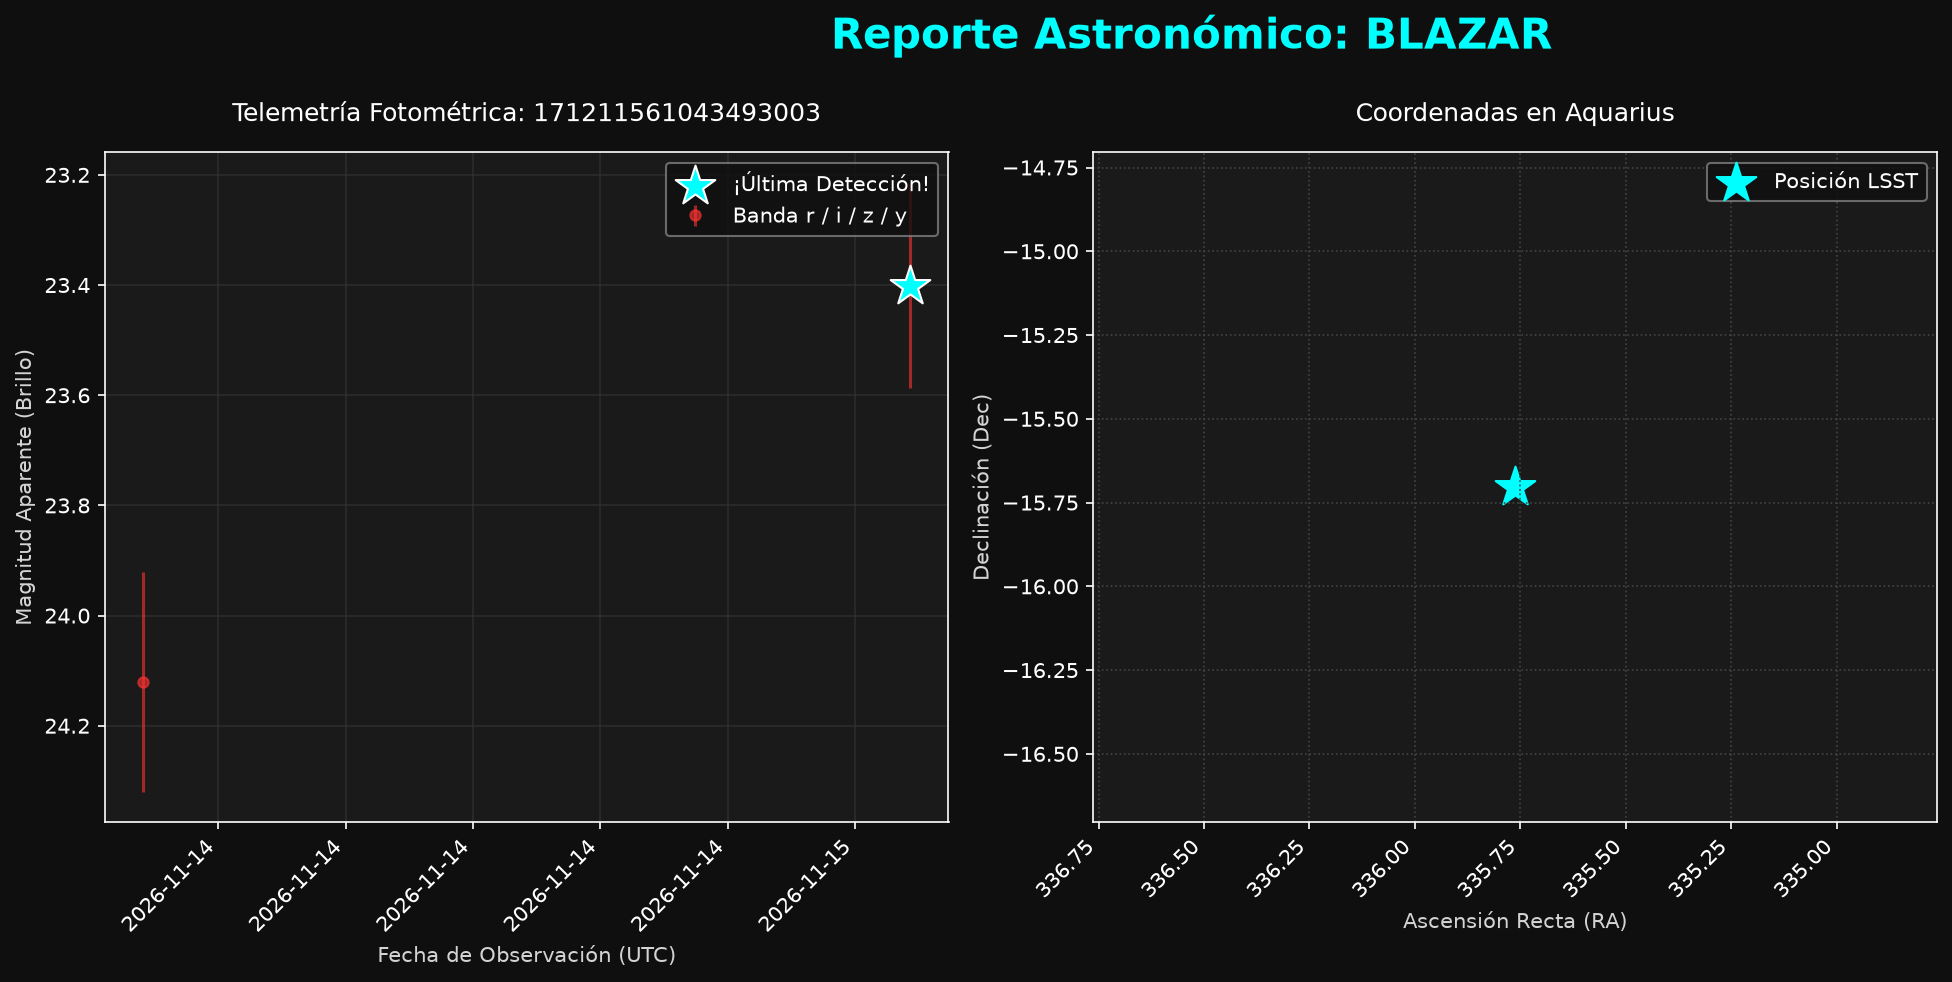 Reporte Astronómico: BLAZAR
Telemetría Fotométrica: 171211561043493003
¡Última Detección!
Banda r / i / z / y
Magnitud Aparente (Brillo)
23.2
23.4
23.6
23.8
24.0
24.2
2026-11-14
2026-11-14
2026-11-14
2026-11-14
2026-11-14
2026-11-15
Fecha de Observación (UTC)
Coordenadas en Aquarius
Posición LSST
Declinación (Dec)
−14.75
−15.00
−15.25
−15.50
−15.75
−16.00
−16.25
−16.50
336.75
336.50
336.25
336.00
335.75
335.50
335.25
335.00
Ascensión Recta (RA)